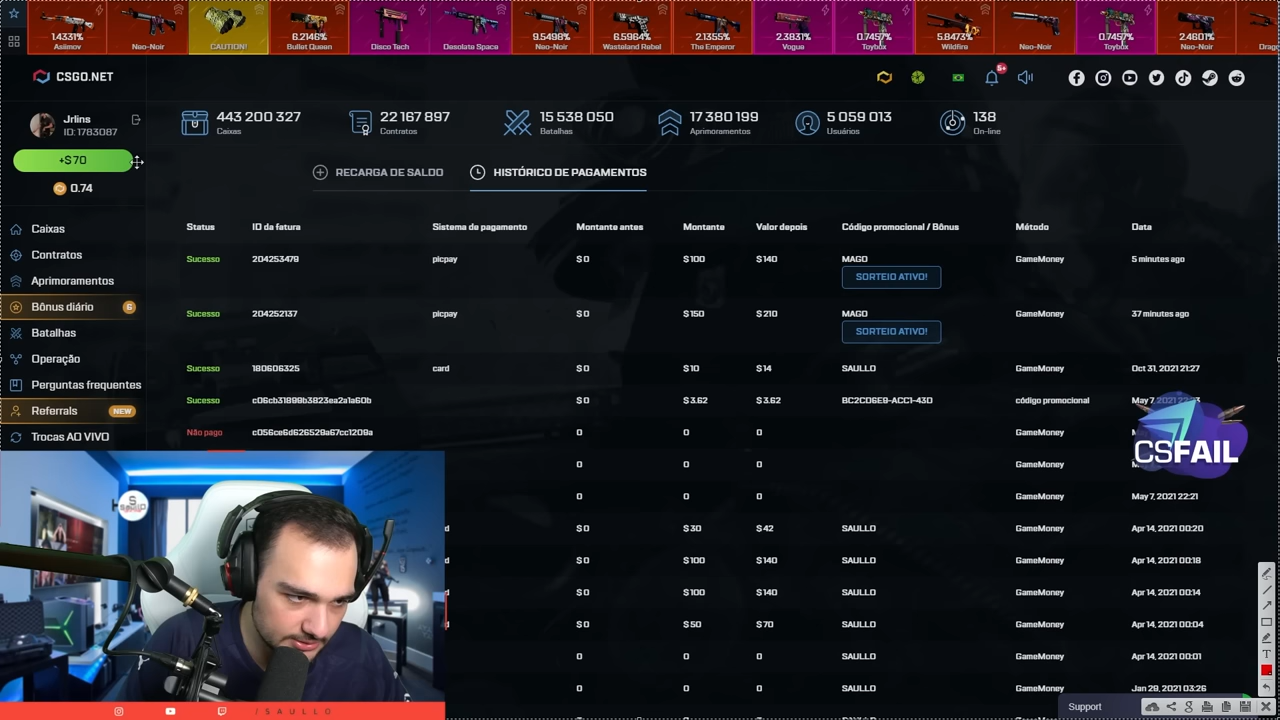 1.4331%
Asiimov
Neo-Noir
CAUTION!
6.2146%
Bullet Queen
Disco Tech
Desolate Space
9.5498%
Neo-Noir
6.5964%
Wasteland Rebel
2.1355%
The Emperor
2.3831%
Vogue
0.7457%
Toybox
5.8473%
Wildfire
Neo-Noir
0.7457%
Toybox
2.4601%
Neo-Noir
CSGO.NET
5+
Jrlins
ID: 1783087
443 200 327
Caixas
22 167 897
Contratos
15 538 050
Batalhas
17 380 199
Aprimoramentos
5 059 013
Usuários
138
On-line
+$ 70
0.74
RECARGA DE SALDO
HISTÓRICO DE PAGAMENTOS
Caixas
Contratos
Aprimoramentos
Bônus diário 6
Batalhas
Operação
Perguntas frequentes
Referrals NEW
Trocas AO VIVO
Status ID da fatura Sistema de pagamento Montante antes Montante Valor depois Código promocional / Bônus Método Data
Sucesso 204253479 picpay $ 0 $ 100 $ 140 MAGO GameMoney 5 minutes ago
SORTEIO ATIVO!
Sucesso 204252137 picpay $ 0 $ 150 $ 210 MAGO GameMoney 37 minutes ago
SORTEIO ATIVO!
Sucesso 180606325 card $ 0 $ 10 $ 14 SAULLO GameMoney Oct 31, 2021 21:27
Sucesso c06cb31899b3823ea2a1a60b $ 0 $ 3.62 $ 3.62 BC2CD6E9-ACC1-43D código promocional May 7, 2021
Não pago c056ce6d626529a67cc1209a 0 0 0 GameMoney
0 0 0 GameMoney
0 0 0 GameMoney May 7, 2021 22:21
$ 0 $ 30 $ 42 SAULLO GameMoney Apr 14, 2021 00:20
$ 0 $ 100 $ 140 SAULLO GameMoney Apr 14, 2021 00:18
$ 0 $ 100 $ 140 SAULLO GameMoney Apr 14, 2021 00:14
$ 0 $ 50 $ 70 SAULLO GameMoney Apr 14, 2021 00:04
0 0 0 SAULLO GameMoney Apr 14, 2021 00:01
0 0 0 SAULLO GameMoney Jan 29, 2021 03:26
CSFAIL
Support
/ SAULLO